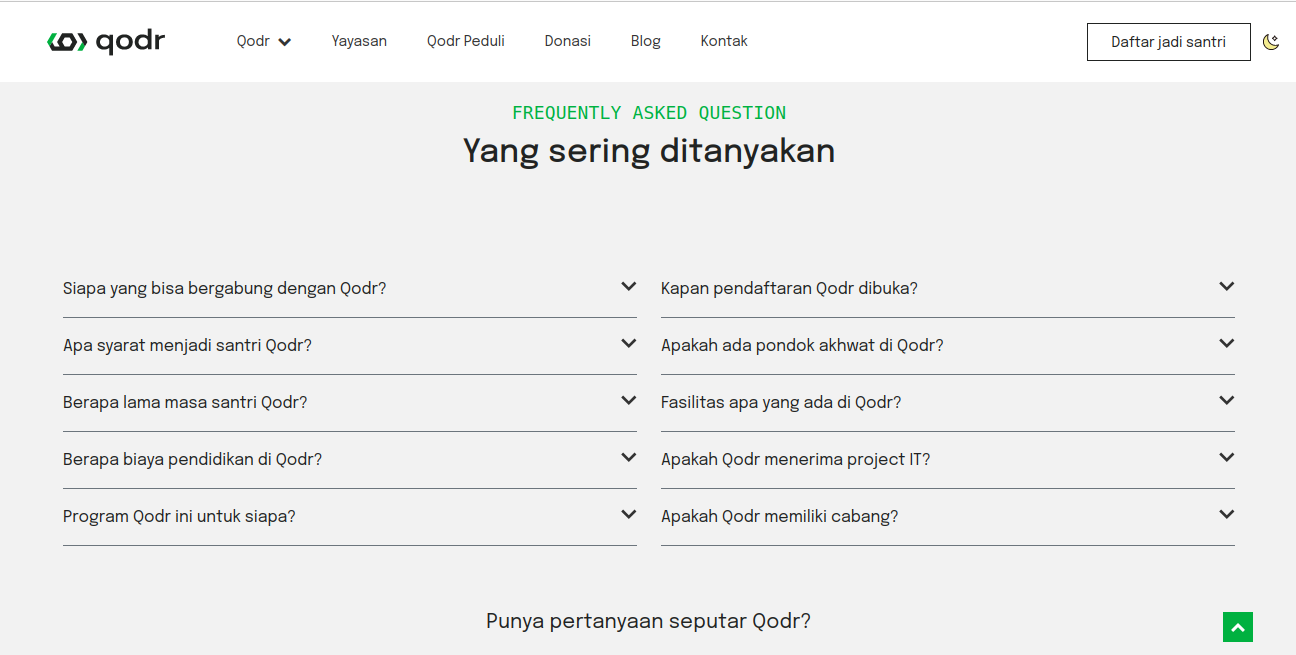 qodr
Qodr
Yayasan
Qodr Peduli
Donasi
Blog
Kontak
Daftar jadi santri
FREQUENTLY ASKED QUESTION
Yang sering ditanyakan
Siapa yang bisa bergabung dengan Qodr?
Apa syarat menjadi santri Qodr?
Berapa lama masa santri Qodr?
Berapa biaya pendidikan di Qodr?
Program Qodr ini untuk siapa?
Kapan pendaftaran Qodr dibuka?
Apakah ada pondok akhwat di Qodr?
Fasilitas apa yang ada di Qodr?
Apakah Qodr menerima project IT?
Apakah Qodr memiliki cabang?
Punya pertanyaan seputar Qodr?